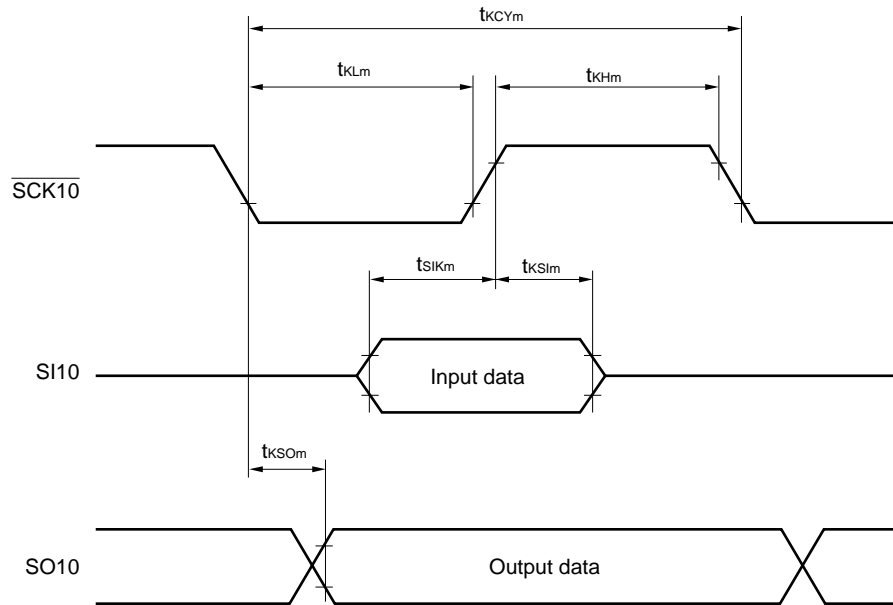 tKCYm
tKLm
tKHm
SCK10
tSIKm
tKSIm
SI10
Input data
tKSOm
SO10
Output data